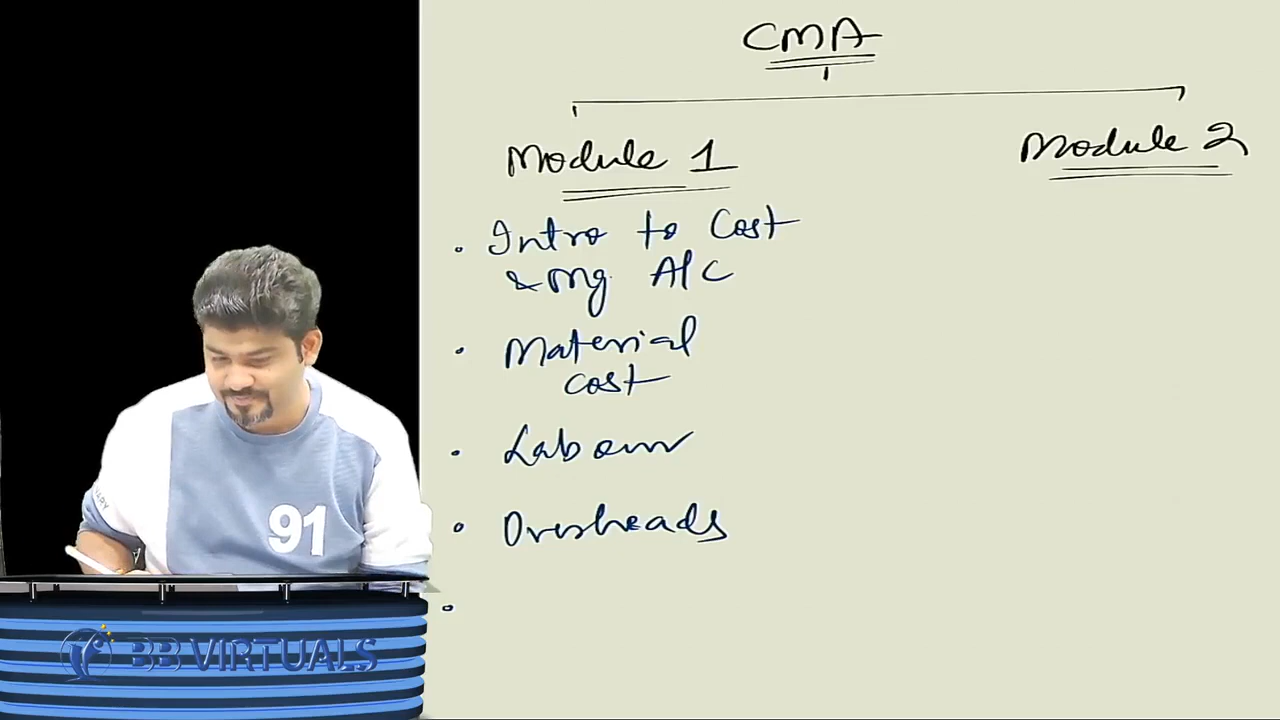 CMA
Module 1
Module 2
• Intro to Cost
& Mg A/C
• Material
cost
• Labour
• Overheads
•
91
BB VIRTUALS